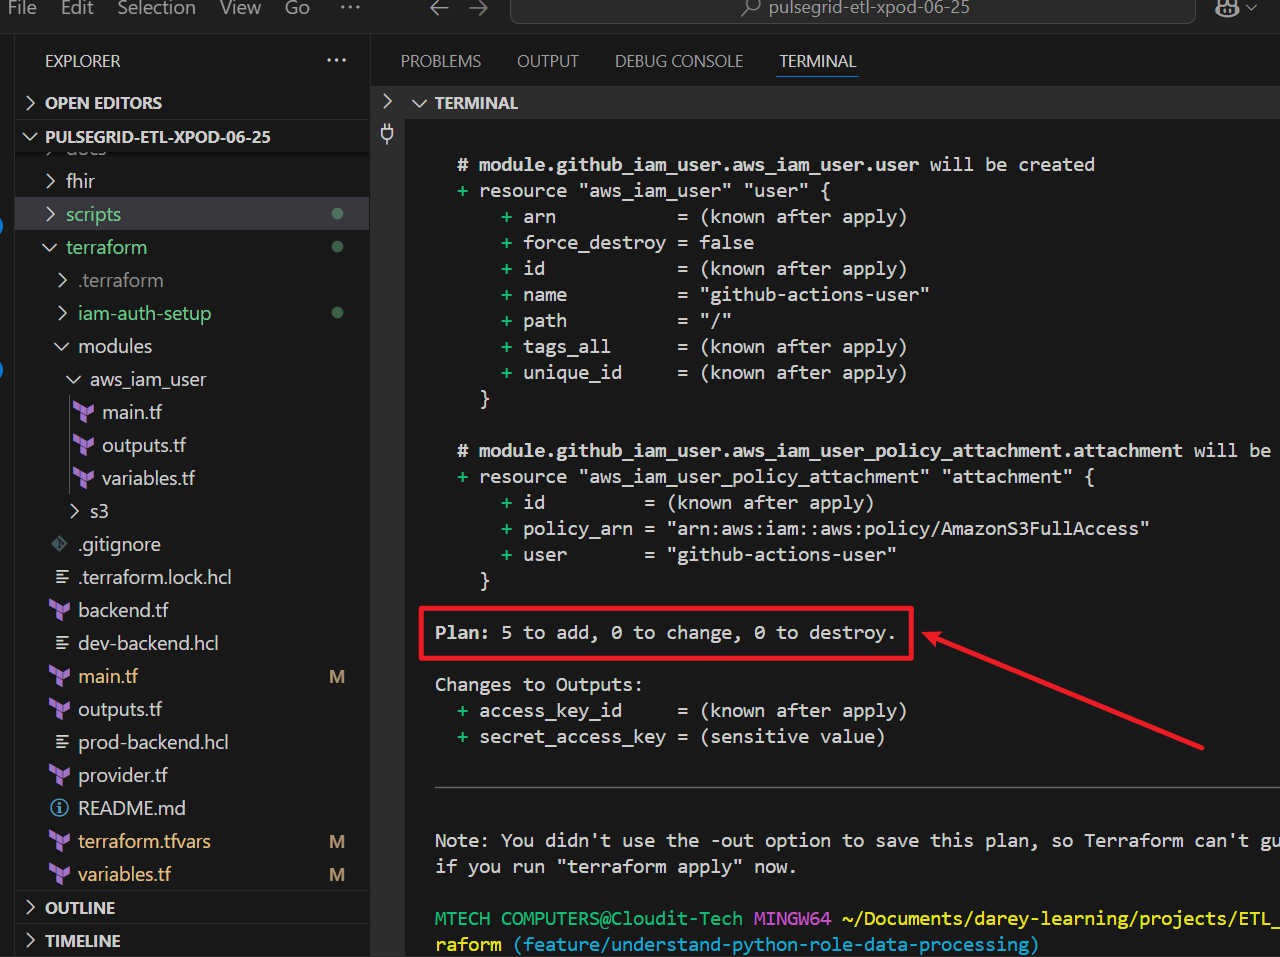 File Edit Selection View Go ···
pulsegrid-etl-xpod-06-25
EXPLORER ···
OPEN EDITORS
PULSEGRID-ETL-XPOD-06-25
docs
fhir
scripts
terraform
.terraform
iam-auth-setup
modules
aws_iam_user
main.tf
outputs.tf
variables.tf
s3
.gitignore
.terraform.lock.hcl
backend.tf
dev-backend.hcl
main.tf M
outputs.tf
prod-backend.hcl
provider.tf
README.md
terraform.tfvars M
variables.tf M
OUTLINE
TIMELINE
PROBLEMS OUTPUT DEBUG CONSOLE TERMINAL
TERMINAL
# module.github_iam_user.aws_iam_user.user will be created
+ resource "aws_iam_user" "user" {
+ arn = (known after apply)
+ force_destroy = false
+ id = (known after apply)
+ name = "github-actions-user"
+ path = "/"
+ tags_all = (known after apply)
+ unique_id = (known after apply)
}
# module.github_iam_user.aws_iam_user_policy_attachment.attachment will be
+ resource "aws_iam_user_policy_attachment" "attachment" {
+ id = (known after apply)
+ policy_arn = "arn:aws:iam::aws:policy/AmazonS3FullAccess"
+ user = "github-actions-user"
}
Plan: 5 to add, 0 to change, 0 to destroy.
Changes to Outputs:
+ access_key_id = (known after apply)
+ secret_access_key = (sensitive value)
Note: You didn't use the -out option to save this plan, so Terraform can't gu
if you run "terraform apply" now.
MTECH COMPUTERS@Cloudit-Tech MINGW64 ~/Documents/darey-learning/projects/ETL_
raform (feature/understand-python-role-data-processing)